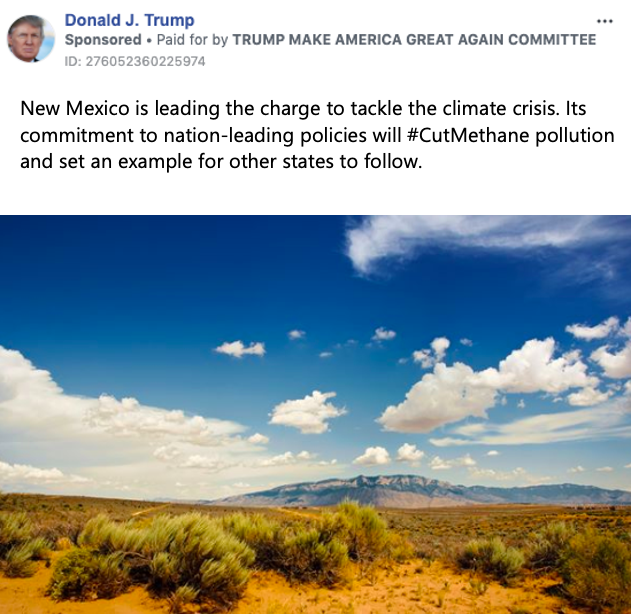 Donald J. Trump
Sponsored • Paid for by TRUMP MAKE AMERICA GREAT AGAIN COMMITTEE
ID: 276052360225974
New Mexico is leading the charge to tackle the climate crisis. Its
commitment to nation-leading policies will #CutMethane pollution
and set an example for other states to follow.